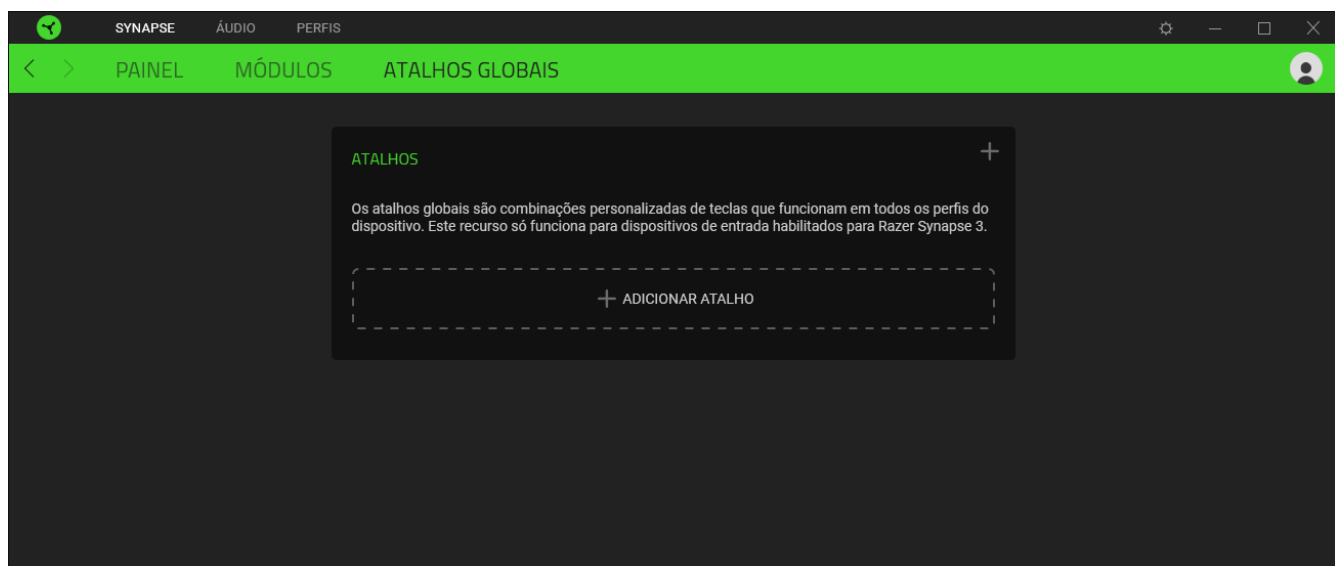 SYNAPSE ÁUDIO PERFIS
PAINEL MÓDULOS ATALHOS GLOBAIS
ATALHOS
Os atalhos globais são combinações personalizadas de teclas que funcionam em todos os perfis do
dispositivo. Este recurso só funciona para dispositivos de entrada habilitados para Razer Synapse 3.
ADICIONAR ATALHO